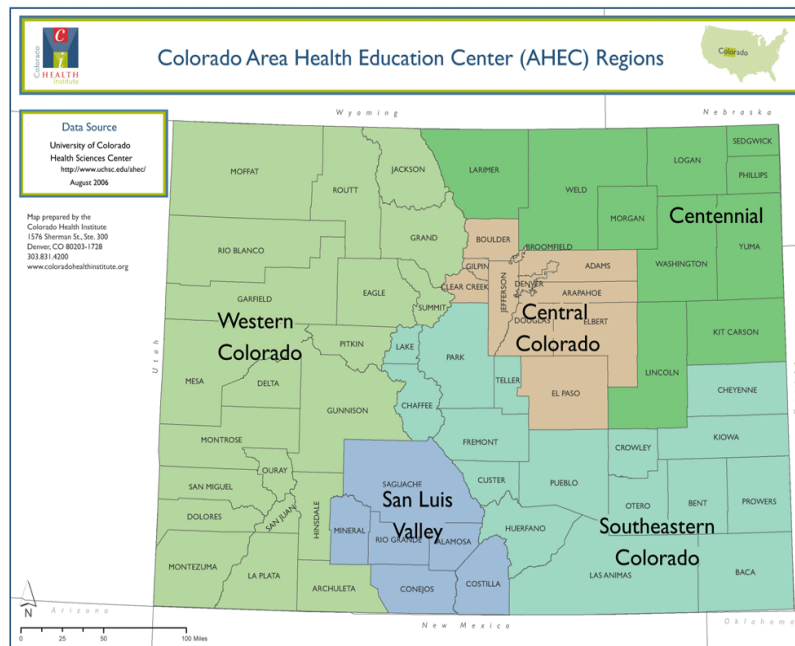 Colorado
C
i
HEALTH
Institute
Colorado Area Health Education Center (AHEC) Regions
Colorado
Data Source
University of Colorado
Health Sciences Center
http://www.uchsc.edu/ahec/
August 2006
Map prepared by the
Colorado Health Institute
1576 Sherman St., Ste. 300
Denver, CO 80203-1728
303.831.4200
www.coloradohealthinstitute.org
Wyoming
Nebraska
Utah
Arizona
New Mexico
Oklahoma
MOFFAT
ROUTT
JACKSON
LARIMER
WELD
LOGAN
SEDGWICK
PHILLIPS
MORGAN
Centennial
YUMA
WASHINGTON
RIO BLANCO
GRAND
BOULDER
BROOMFIELD
GILPIN
ADAMS
CLEAR CREEK
JEFFERSON
DENVER
ARAPAHOE
GARFIELD
EAGLE
SUMMIT
Western
Colorado
DOUGLAS
ELBERT
Central
Colorado
KIT CARSON
PITKIN
LAKE
PARK
MESA
DELTA
TELLER
EL PASO
LINCOLN
CHEYENNE
GUNNISON
CHAFFEE
MONTROSE
FREMONT
CROWLEY
KIOWA
OURAY
SAN MIGUEL
SAGUACHE
CUSTER
PUEBLO
San Luis
Valley
DOLORES
SAN JUAN
HINSDALE
MINERAL
RIO GRANDE
ALAMOSA
HUERFANO
OTERO
BENT
PROWERS
Southeastern
Colorado
MONTEZUMA
LA PLATA
ARCHULETA
CONEJOS
COSTILLA
LAS ANIMAS
BACA
N
0 25 50 100 Miles